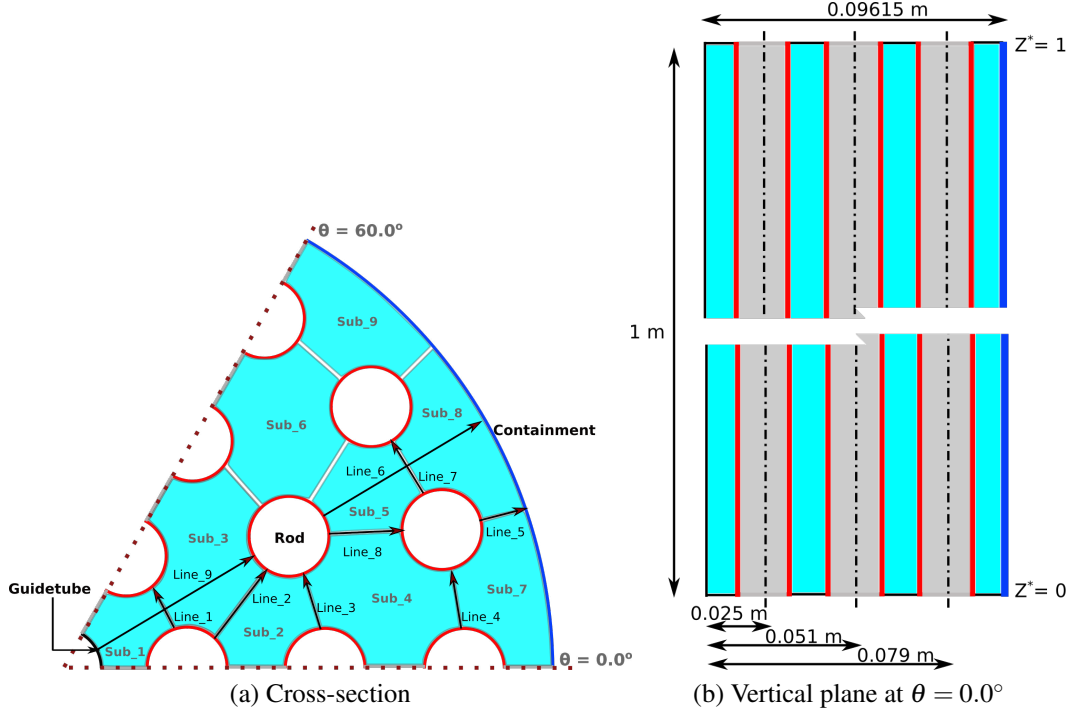 θ = 60.0º
Sub_9
Sub_6
Sub_8
Containment
Line_6
Line_7
Sub_5
Rod
Sub_3
Line_8
Line_5
Line_9
Guidetube
Line_2
Line_3
Sub_4
Sub_7
Line_1
Line_4
Sub_2
Sub_1
θ = 0.0º
(a) Cross-section
0.09615 m
Z*= 1
1 m
Z*= 0
0.025 m
0.051 m
0.079 m
(b) Vertical plane at θ = 0.0°